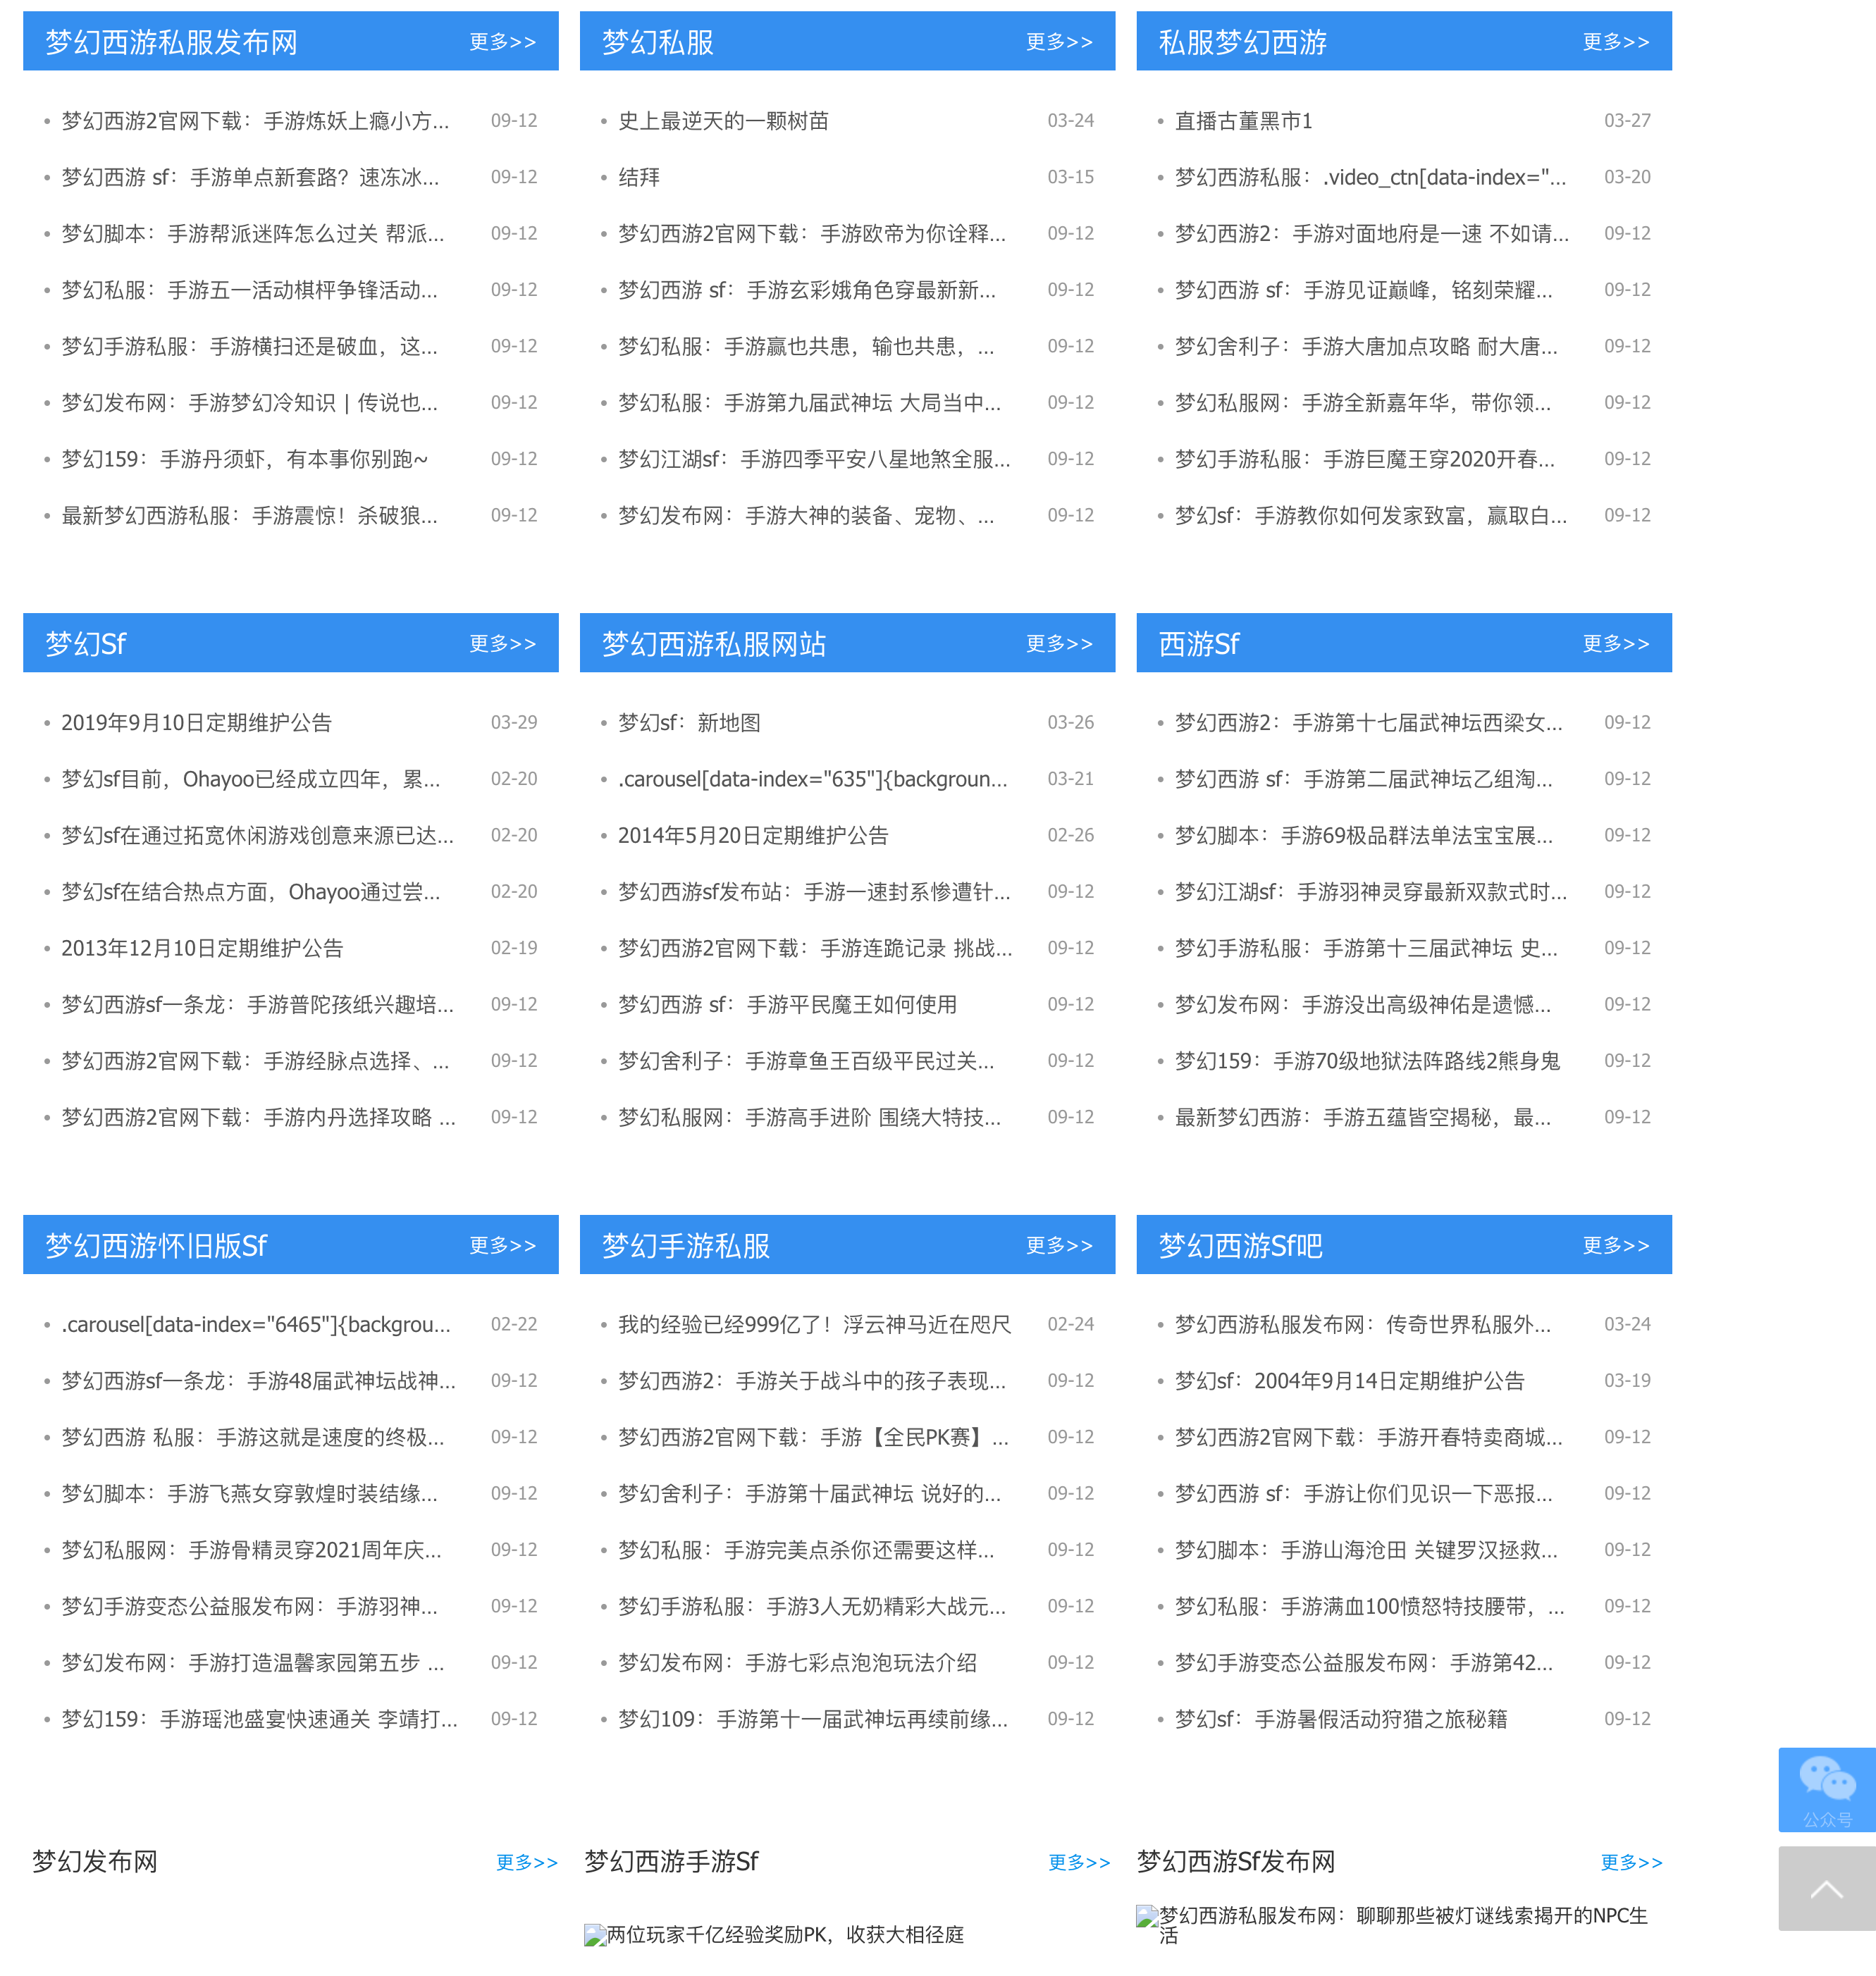 梦幻西游私服发布网 更多>>
梦幻西游2官网下载：手游炼妖上瘾小方... 09-12
梦幻西游 sf：手游单点新套路？速冻冰... 09-12
梦幻脚本：手游帮派迷阵怎么过关 帮派... 09-12
梦幻私服：手游五一活动棋枰争锋活动... 09-12
梦幻手游私服：手游横扫还是破血，这... 09-12
梦幻发布网：手游梦幻冷知识 | 传说也... 09-12
梦幻159：手游丹须虾，有本事你别跑~ 09-12
最新梦幻西游私服：手游震惊！杀破狼... 09-12
梦幻私服 更多>>
史上最逆天的一颗树苗 03-24
结拜 03-15
梦幻西游2官网下载：手游欧帝为你诠释... 09-12
梦幻西游 sf：手游玄彩娥角色穿最新新... 09-12
梦幻私服：手游赢也共患，输也共患，... 09-12
梦幻私服：手游第九届武神坛 大局当中... 09-12
梦幻江湖sf：手游四季平安八星地煞全服... 09-12
梦幻发布网：手游大神的装备、宠物、... 09-12
私服梦幻西游 更多>>
直播古董黑市1 03-27
梦幻西游私服：.video_ctn[data-index="... 03-20
梦幻西游2：手游对面地府是一速 不如请... 09-12
梦幻西游 sf：手游见证巅峰，铭刻荣耀... 09-12
梦幻舍利子：手游大唐加点攻略 耐大唐... 09-12
梦幻私服网：手游全新嘉年华，带你领... 09-12
梦幻手游私服：手游巨魔王穿2020开春... 09-12
梦幻sf：手游教你如何发家致富，赢取白... 09-12
梦幻Sf 更多>>
2019年9月10日定期维护公告 03-29
梦幻sf目前，Ohayoo已经成立四年，累... 02-20
梦幻sf在通过拓宽休闲游戏创意来源已达... 02-20
梦幻sf在结合热点方面，Ohayoo通过尝... 02-20
2013年12月10日定期维护公告 02-19
梦幻西游sf一条龙：手游普陀孩纸兴趣培... 09-12
梦幻西游2官网下载：手游经脉点选择、... 09-12
梦幻西游2官网下载：手游内丹选择攻略 ... 09-12
梦幻西游私服网站 更多>>
梦幻sf：新地图 03-26
.carousel[data-index="635"]{backgroun... 03-21
2014年5月20日定期维护公告 02-26
梦幻西游sf发布站：手游一速封系惨遭针... 09-12
梦幻西游2官网下载：手游连跪记录 挑战... 09-12
梦幻西游 sf：手游平民魔王如何使用 09-12
梦幻舍利子：手游章鱼王百级平民过关... 09-12
梦幻私服网：手游高手进阶 围绕大特技... 09-12
西游Sf 更多>>
梦幻西游2：手游第十七届武神坛西梁女... 09-12
梦幻西游 sf：手游第二届武神坛乙组淘... 09-12
梦幻脚本：手游69极品群法单法宝宝展... 09-12
梦幻江湖sf：手游羽神灵穿最新双款式时... 09-12
梦幻手游私服：手游第十三届武神坛 史... 09-12
梦幻发布网：手游没出高级神佑是遗憾... 09-12
梦幻159：手游70级地狱法阵路线2熊身鬼 09-12
最新梦幻西游：手游五蕴皆空揭秘，最... 09-12
梦幻西游怀旧版Sf 更多>>
.carousel[data-index="6465"]{backgrou... 02-22
梦幻西游sf一条龙：手游48届武神坛战神... 09-12
梦幻西游 私服：手游这就是速度的终极... 09-12
梦幻脚本：手游飞燕女穿敦煌时装结缘... 09-12
梦幻私服网：手游骨精灵穿2021周年庆... 09-12
梦幻手游变态公益服发布网：手游羽神... 09-12
梦幻发布网：手游打造温馨家园第五步 ... 09-12
梦幻159：手游瑶池盛宴快速通关 李靖打... 09-12
梦幻手游私服 更多>>
我的经验已经999亿了！浮云神马近在咫尺 02-24
梦幻西游2：手游关于战斗中的孩子表现... 09-12
梦幻西游2官网下载：手游【全民PK赛】... 09-12
梦幻舍利子：手游第十届武神坛 说好的... 09-12
梦幻私服：手游完美点杀你还需要这样... 09-12
梦幻手游私服：手游3人无奶精彩大战元... 09-12
梦幻发布网：手游七彩点泡泡玩法介绍 09-12
梦幻109：手游第十一届武神坛再续前缘... 09-12
梦幻西游Sf吧 更多>>
梦幻西游私服发布网：传奇世界私服外... 03-24
梦幻sf：2004年9月14日定期维护公告 03-19
梦幻西游2官网下载：手游开春特卖商城... 09-12
梦幻西游 sf：手游让你们见识一下恶报... 09-12
梦幻脚本：手游山海沧田 关键罗汉拯救... 09-12
梦幻私服：手游满血100愤怒特技腰带，... 09-12
梦幻手游变态公益服发布网：手游第42... 09-12
梦幻sf：手游暑假活动狩猎之旅秘籍 09-12
公众号
梦幻发布网 更多>>
梦幻西游手游Sf 更多>>
两位玩家千亿经验奖励PK，收获大相径庭
梦幻西游Sf发布网 更多>>
梦幻西游私服发布网：聊聊那些被灯谜线索揭开的NPC生
活